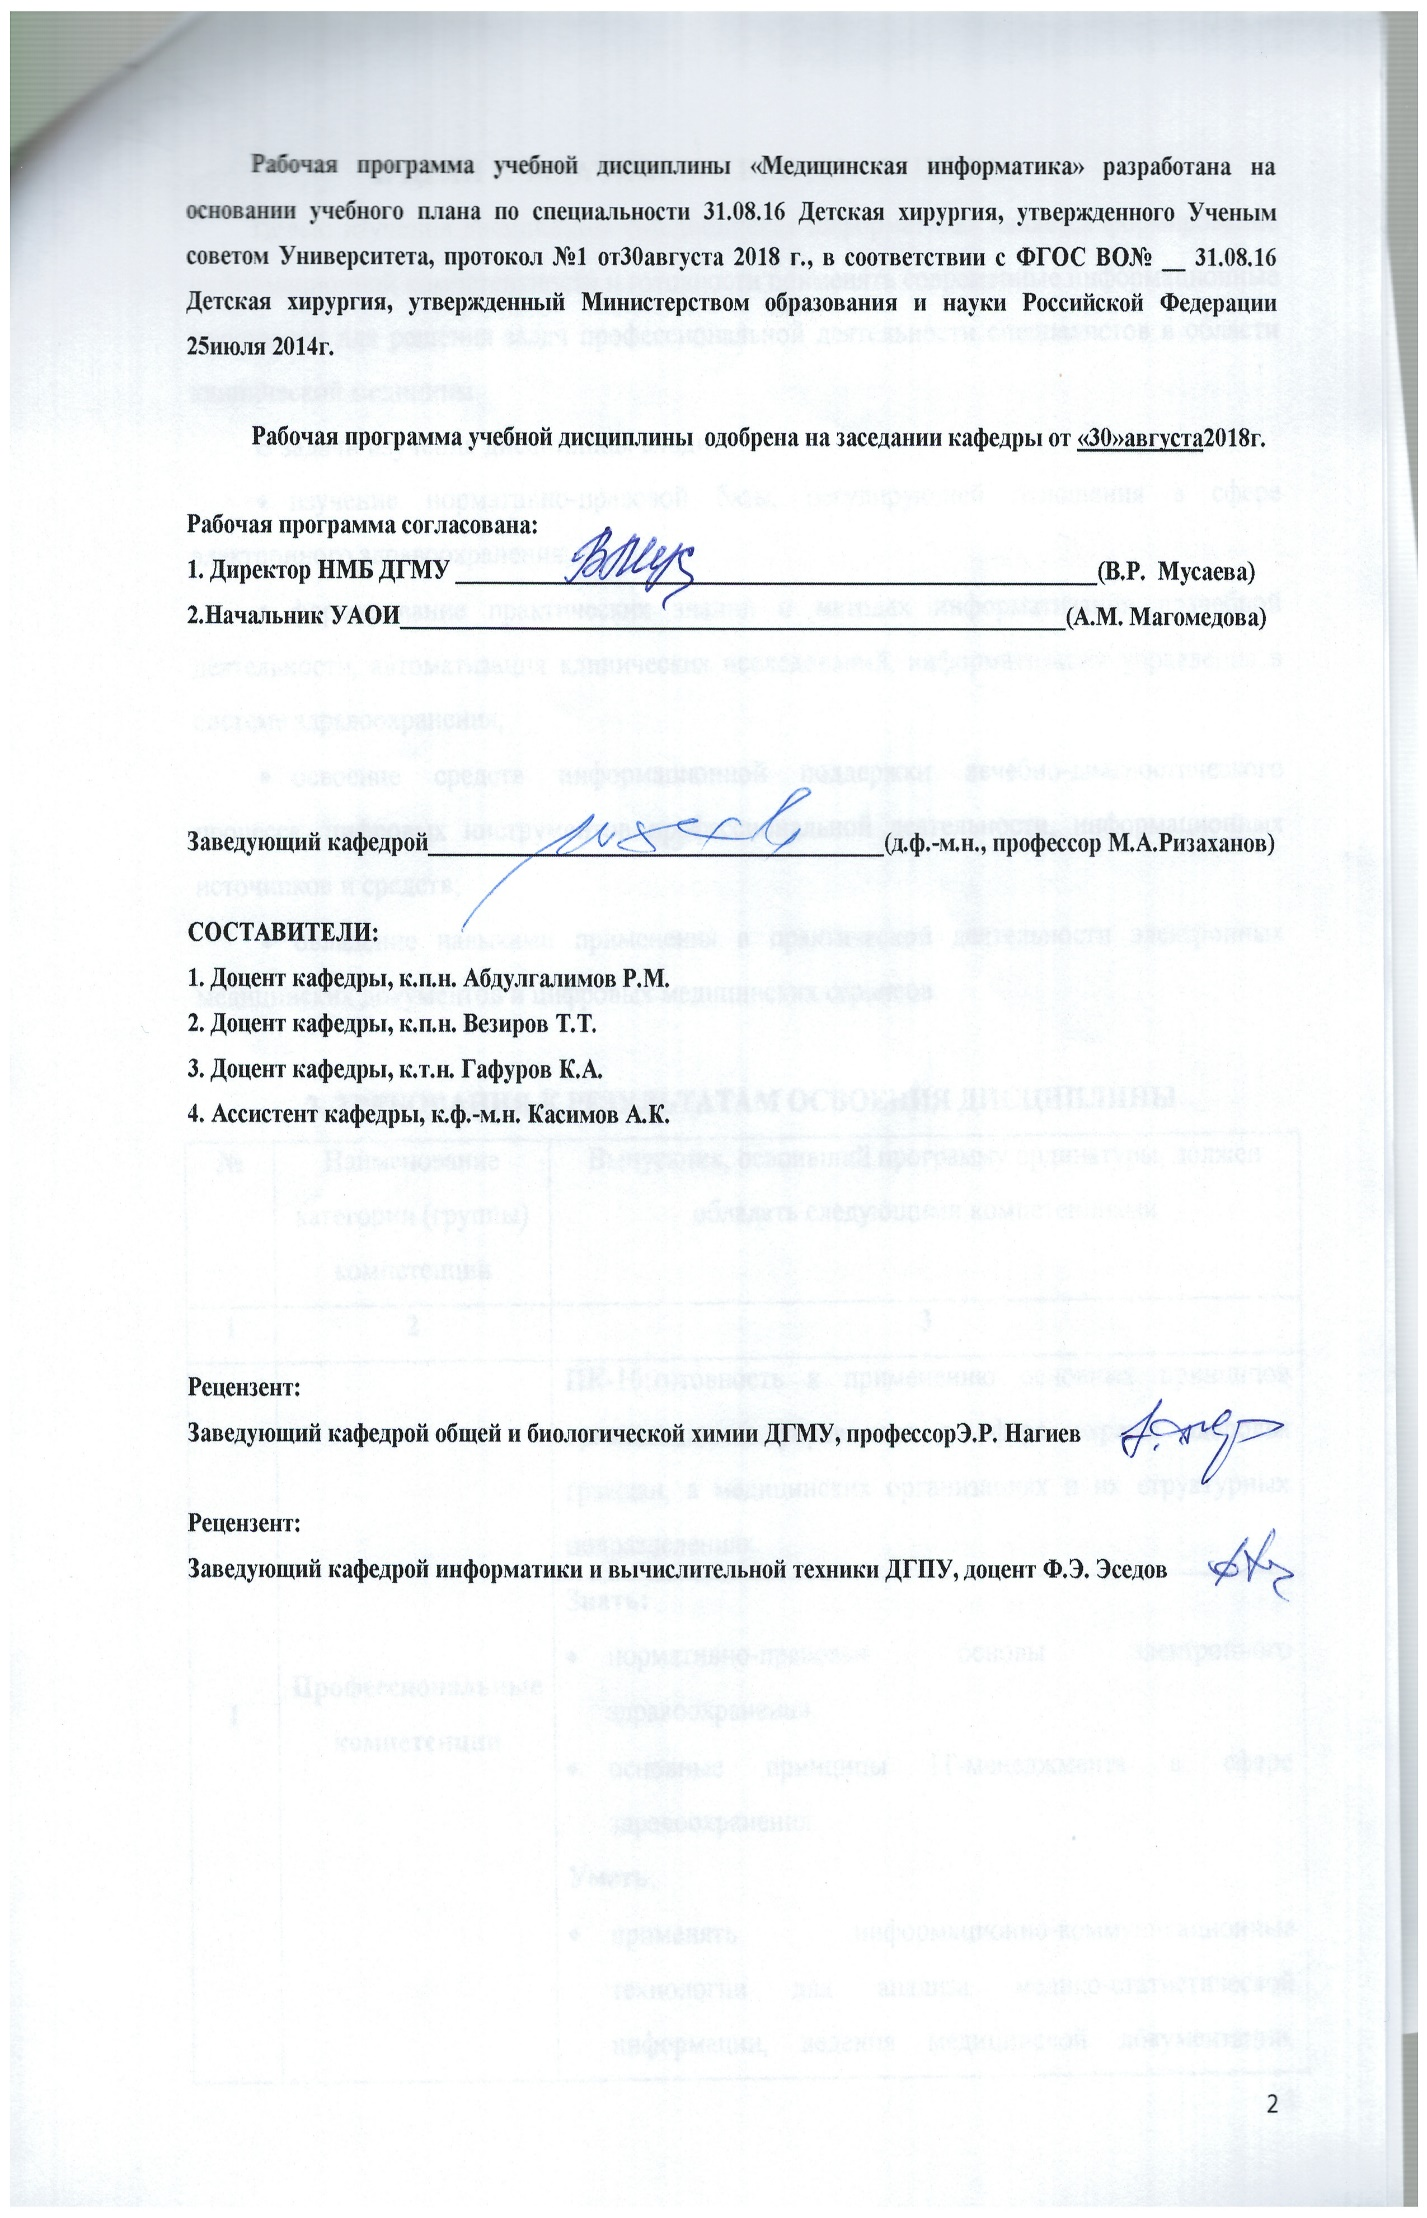 Рабочая программа учебной дисциплины «Медицинская информатика» разработана на
основании учебного плана по специальности 31.08.16 Детская хирургия, утвержденного Ученым
советом Университета, протокол №1 от30августа 2018 г., в соответствии с ФГОС ВО№ __ 31.08.16
Детская хирургия, утвержденный Министерством образования и науки Российской Федерации
25июля 2014г.
Рабочая программа учебной дисциплины одобрена на заседании кафедры от «30»августа2018г.
Рабочая программа согласована:
1. Директор НМБ ДГМУ ____ (В.Р. Мусаева)
2.Начальник УАОИ____(А.М. Магомедова)
Заведующий кафедрой____(д.ф.-м.н., профессор М.А.Ризаханов)
СОСТАВИТЕЛИ:
1. Доцент кафедры, к.п.н. Абдулгалимов Р.М.
2. Доцент кафедры, к.п.н. Везиров Т.Т.
3. Доцент кафедры, к.т.н. Гафуров К.А.
4. Ассистент кафедры, к.ф.-м.н. Касимов А.К.
Рецензент:
Заведующий кафедрой общей и биологической химии ДГМУ, профессорЭ.Р. Нагиев
Рецензент:
Заведующий кафедрой информатики и вычислительной техники ДГПУ, доцент Ф.Э. Эседов
2